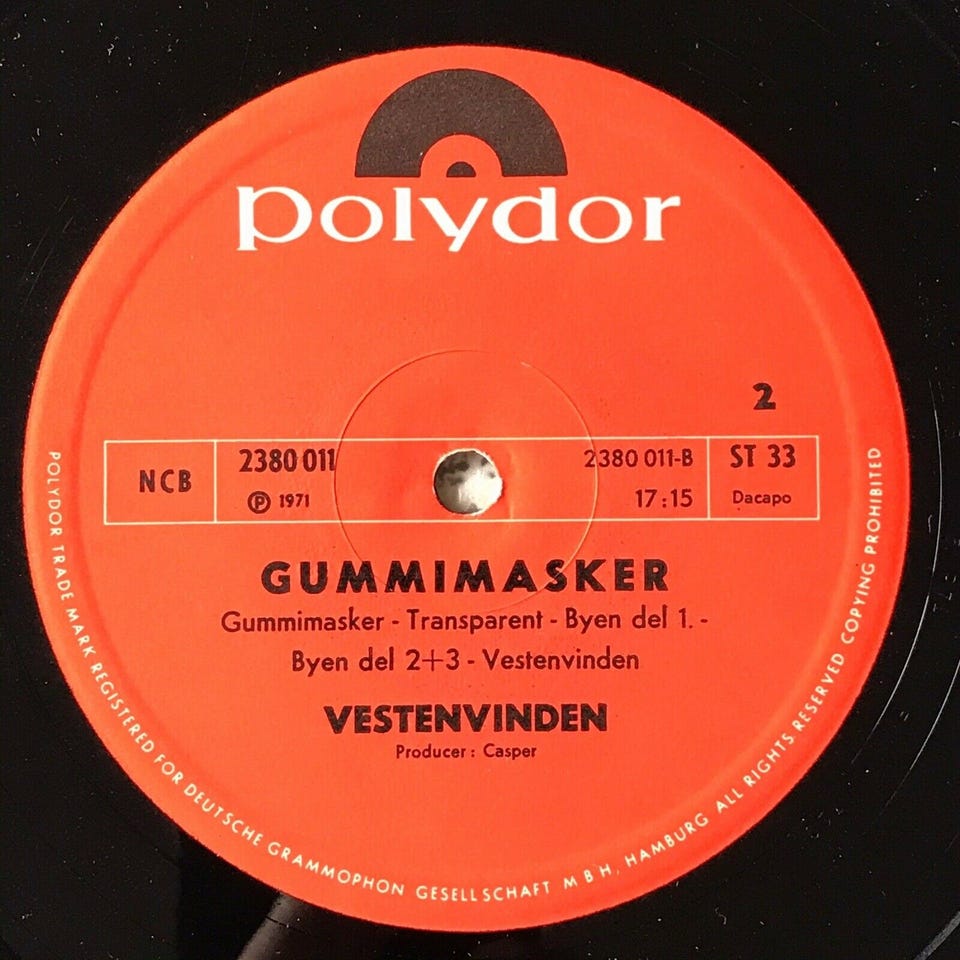 polydor
2
NCB
2380 011
℗ 1971
2380 011-B
17:15
ST 33
Dacapo
GUMMIMASKER
Gummimasker - Transparent - Byen del 1. -
Byen del 2+3 - Vestenvinden
VESTENVINDEN
Producer: Casper
POLYDOR TRADE MARK REGISTERED FOR DEUTSCHE GRAMMOPHON GESELLSCHAFT M B H, HAMBURG ALL RIGHTS RESERVED COPYING PROHIBITED